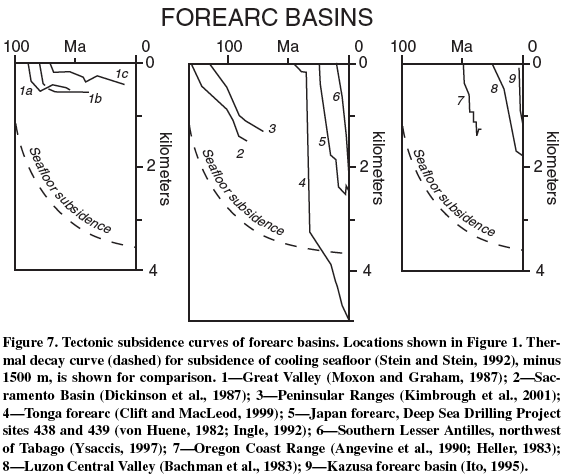 FOREARC BASINS
100 Ma 0
100 Ma 0
100 Ma 0
1a
1b
1c
2
3
4
5
6
7
8
9
Seafloor subsidence
Seafloor subsidence
Seafloor subsidence
kilometers
kilometers
kilometers
2
2
2
4
4
4
Figure 7. Tectonic subsidence curves of forearc basins. Locations shown in Figure 1. Ther-
mal decay curve (dashed) for subsidence of cooling seafloor (Stein and Stein, 1992), minus
1500 m, is shown for comparison. 1—Great Valley (Moxon and Graham, 1987); 2—Sac-
ramento Basin (Dickinson et al., 1987); 3—Peninsular Ranges (Kimbrough et al., 2001);
4—Tonga forearc (Clift and MacLeod, 1999); 5—Japan forearc, Deep Sea Drilling Project
sites 438 and 439 (von Huene, 1982; Ingle, 1992); 6—Southern Lesser Antilles, northwest
of Tabago (Ysaccis, 1997); 7—Oregon Coast Range (Angevine et al., 1990; Heller, 1983);
8—Luzon Central Valley (Bachman et al., 1983); 9—Kazusa forearc basin (Ito, 1995).